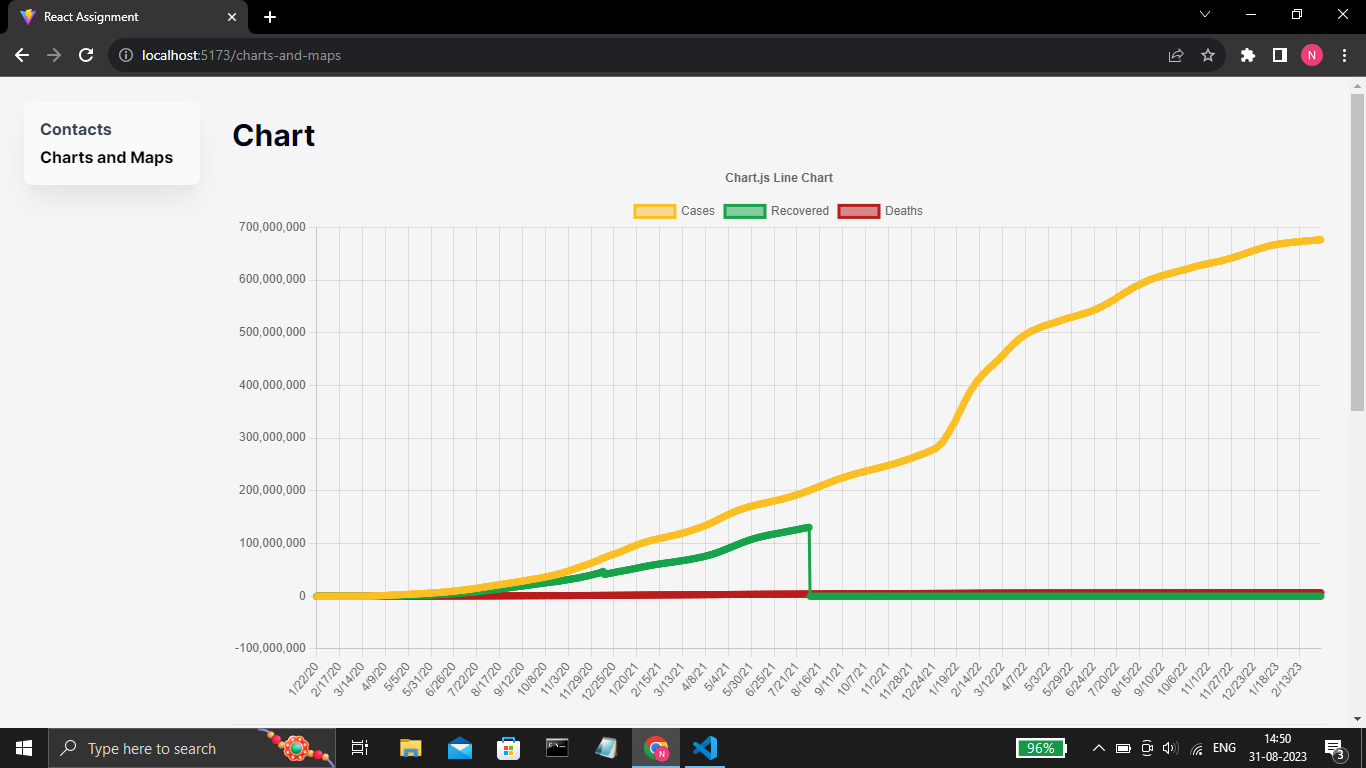 React Assignment
localhost:5173/charts-and-maps
N
Contacts
Charts and Maps
Chart
Chart.js Line Chart
Cases Recovered Deaths
700,000,000
600,000,000
500,000,000
400,000,000
300,000,000
200,000,000
100,000,000
0
-100,000,000
1/22/20 2/17/20 3/14/20 4/9/20 5/5/20 5/31/20 6/26/20 7/22/20 8/17/20 9/12/20 10/8/20 11/3/20 11/29/20 12/25/20 1/20/21 2/15/21 3/13/21 4/8/21 5/4/21 5/30/21 6/25/21 7/21/21 8/16/21 9/11/21 10/7/21 11/2/21 11/28/21 12/24/21 1/19/22 2/14/22 3/12/22 4/7/22 5/3/22 5/29/22 6/24/22 7/20/22 8/15/22 9/10/22 10/6/22 11/1/22 11/27/22 12/23/22 1/18/23 2/13/23
Type here to search
N
96%
ENG
14:50
31-08-2023
3